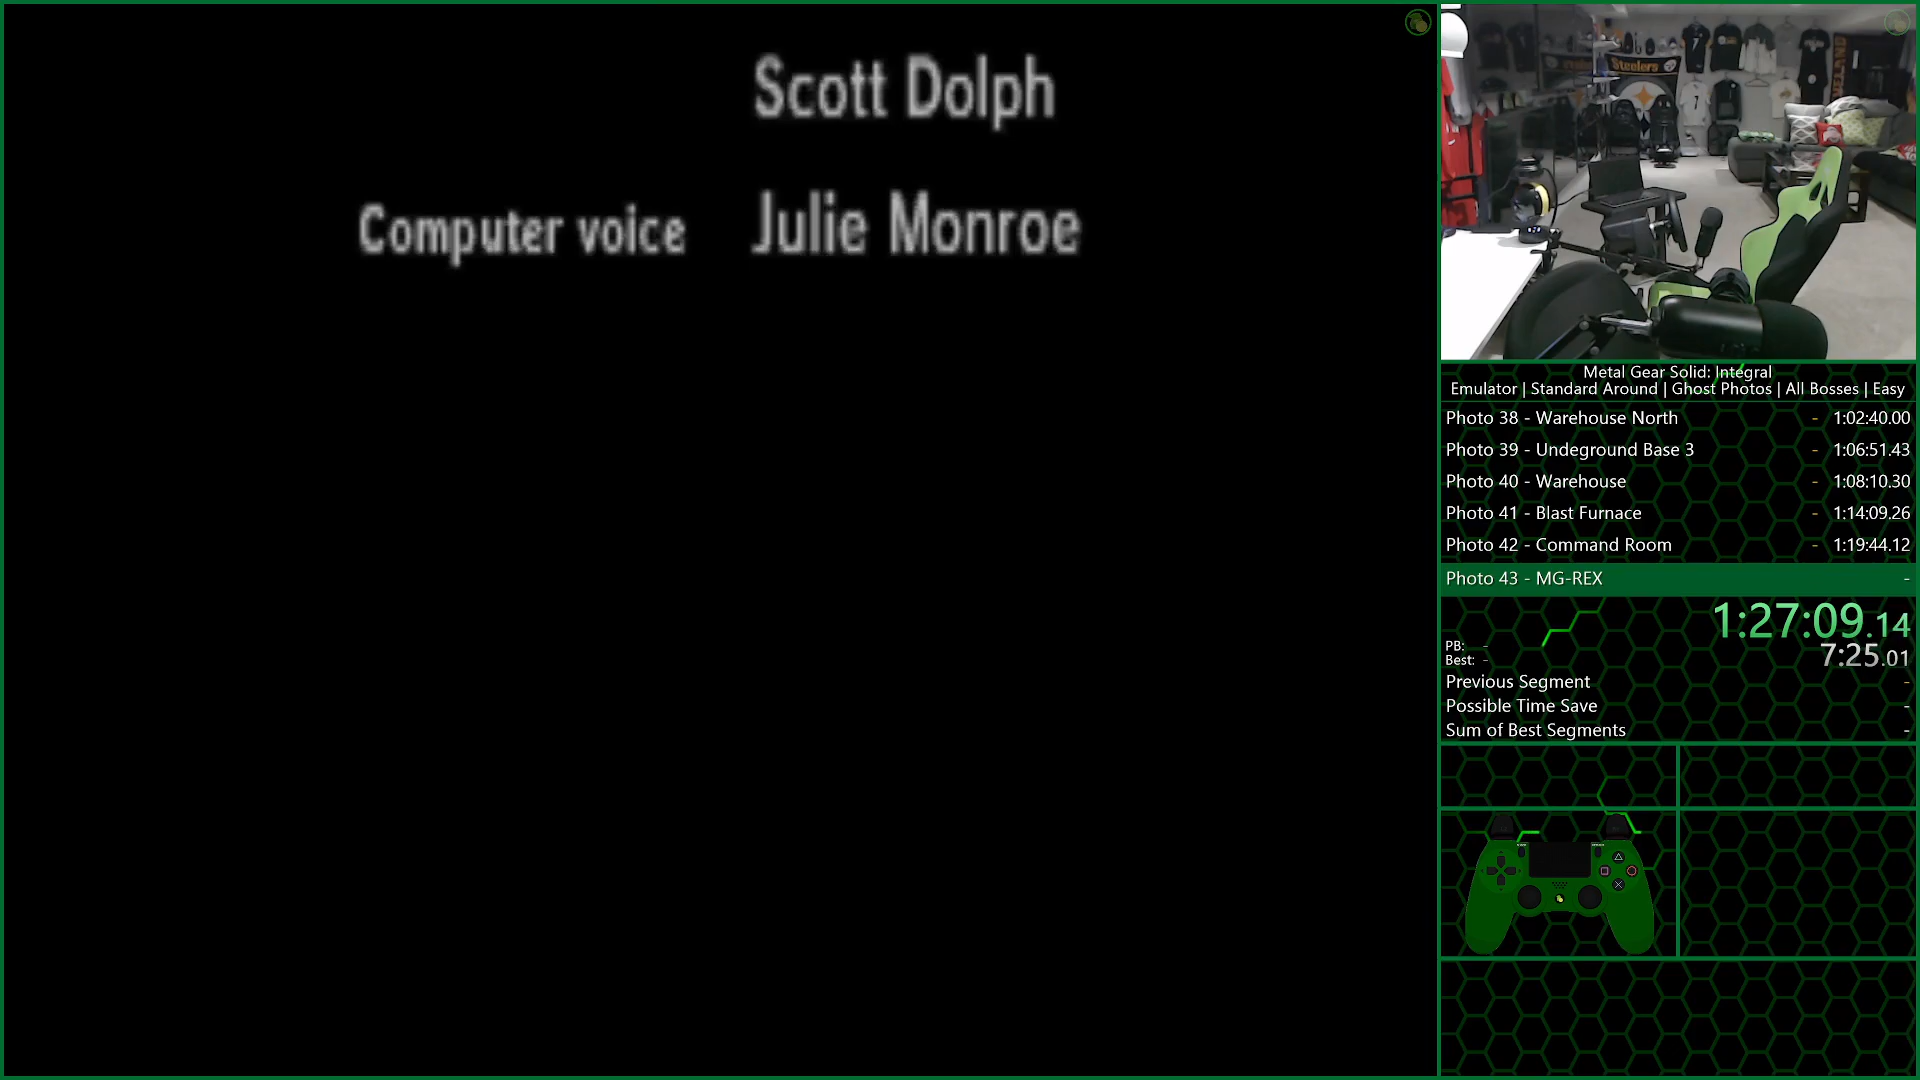 Scott Dolph
Computer voice Julie Monroe
Steelers
Metal Gear Solid: Integral
Emulator | Standard Around | Ghost Photos | All Bosses | Easy
Photo 38 - Warehouse North - 1:02:40.00
Photo 39 - Undeground Base 3 - 1:06:51.43
Photo 40 - Warehouse - 1:08:10.30
Photo 41 - Blast Furnace - 1:14:09.26
Photo 42 - Command Room - 1:19:44.12
Photo 43 - MG-REX -
1:27:09.14
PB: -
7:25.01
Best: -
Previous Segment -
Possible Time Save -
Sum of Best Segments -